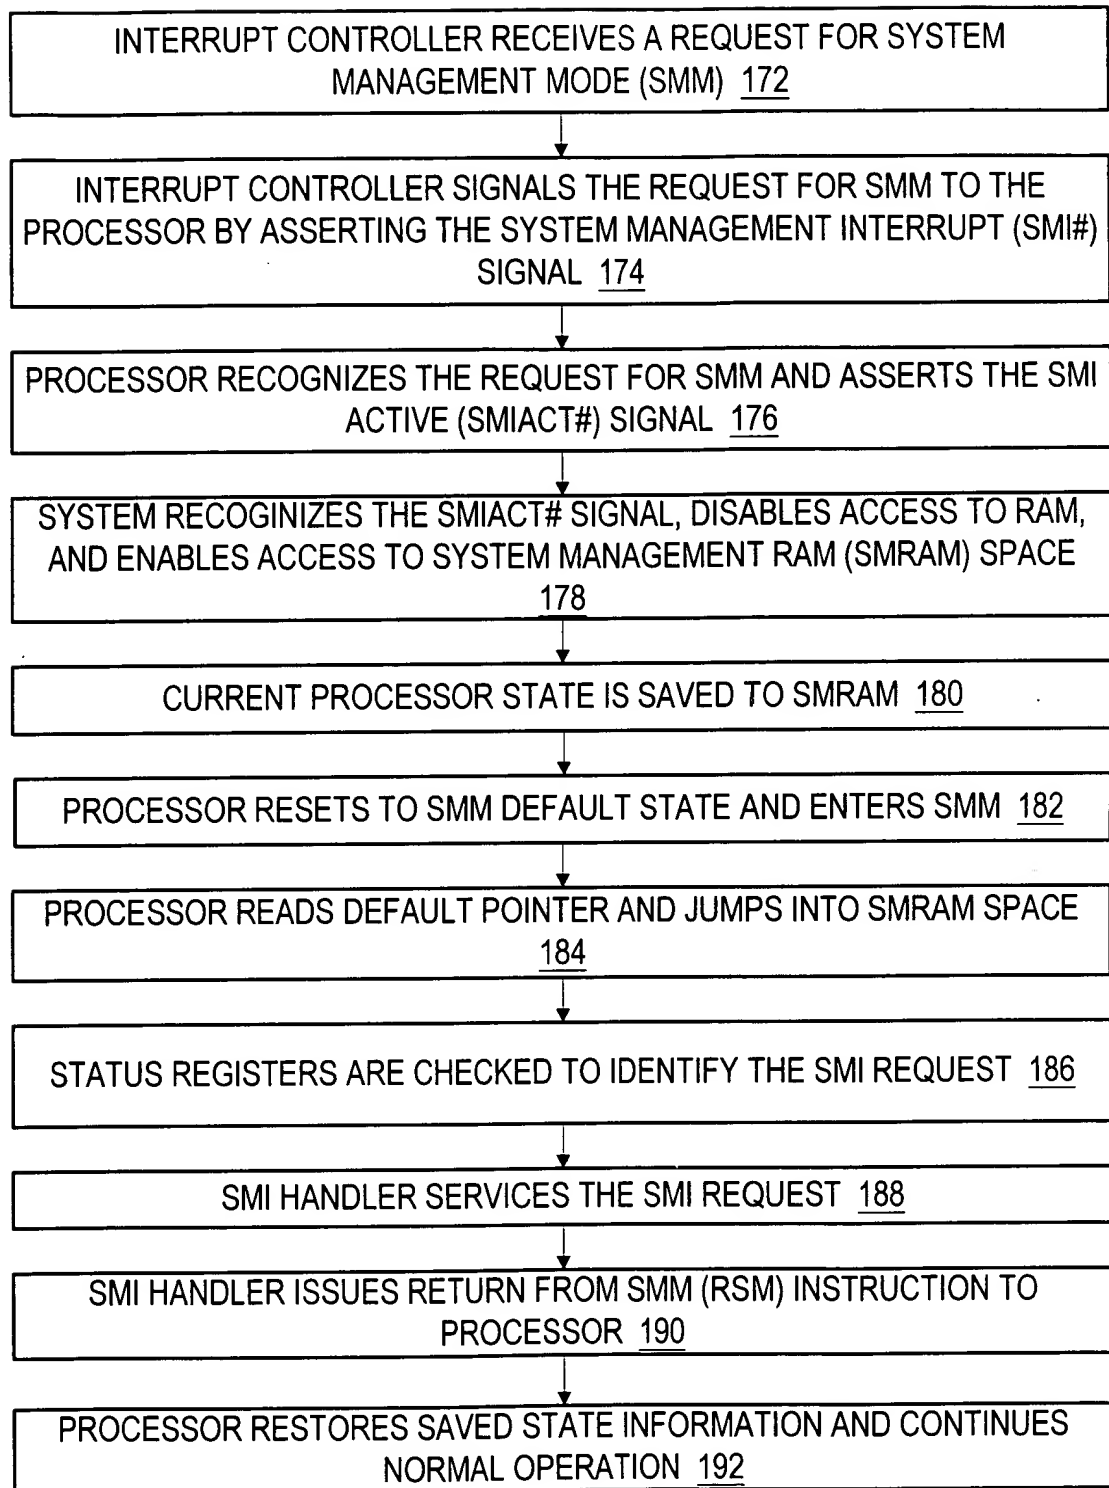 INTERRUPT CONTROLLER RECEIVES A REQUEST FOR SYSTEM
MANAGEMENT MODE (SMM) 172
INTERRUPT CONTROLLER SIGNALS THE REQUEST FOR SMM TO THE
PROCESSOR BY ASSERTING THE SYSTEM MANAGEMENT INTERRUPT (SMI#)
SIGNAL 174
PROCESSOR RECOGNIZES THE REQUEST FOR SMM AND ASSERTS THE SMI
ACTIVE (SMIACT#) SIGNAL 176
SYSTEM RECOGINIZES THE SMIACT# SIGNAL, DISABLES ACCESS TO RAM,
AND ENABLES ACCESS TO SYSTEM MANAGEMENT RAM (SMRAM) SPACE
178
CURRENT PROCESSOR STATE IS SAVED TO SMRAM 180
PROCESSOR RESETS TO SMM DEFAULT STATE AND ENTERS SMM 182
PROCESSOR READS DEFAULT POINTER AND JUMPS INTO SMRAM SPACE
184
STATUS REGISTERS ARE CHECKED TO IDENTIFY THE SMI REQUEST 186
SMI HANDLER SERVICES THE SMI REQUEST 188
SMI HANDLER ISSUES RETURN FROM SMM (RSM) INSTRUCTION TO
PROCESSOR 190
PROCESSOR RESTORES SAVED STATE INFORMATION AND CONTINUES
NORMAL OPERATION 192